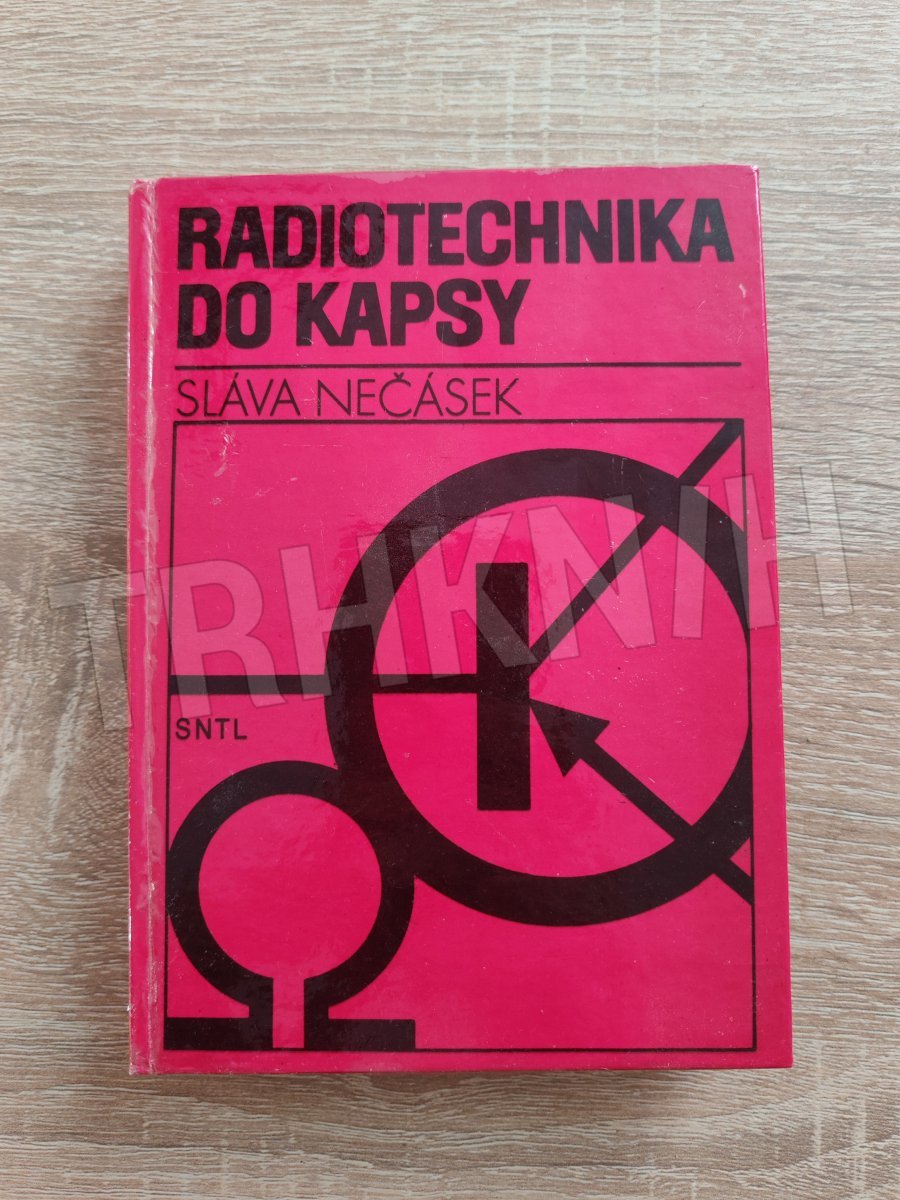 RADIOTECHNIKA
DO KAPSY
SLÁVA NEČÁSEK
TRHKNIH
SNTL
Ω